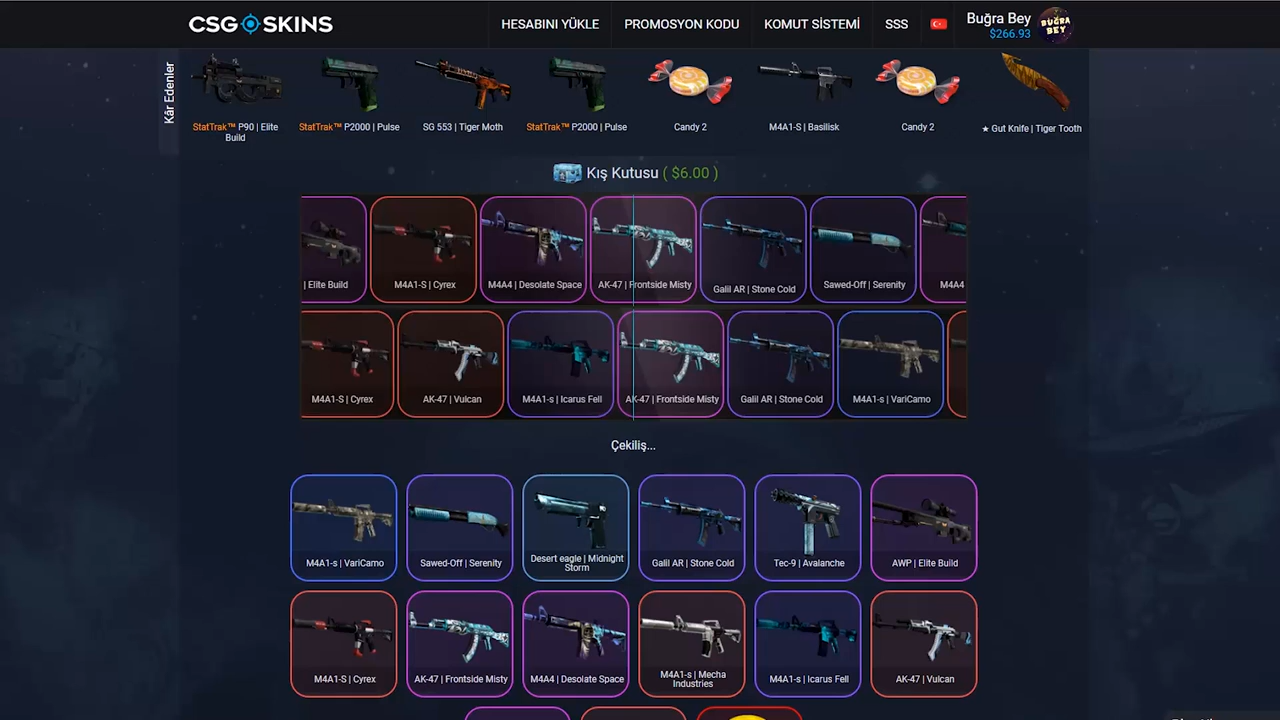 CSG SKINS
HESABINI YÜKLE
PROMOSYON KODU
KOMUT SİSTEMİ
SSS
Buğra Bey
$266.93
BUĞRA
BEY
Kâr Edenler
StatTrak™ P90 | Elite
Build
StatTrak™ P2000 | Pulse
SG 553 | Tiger Moth
StatTrak™ P2000 | Pulse
Candy 2
M4A1-S | Basilisk
Candy 2
★ Gut Knife | Tiger Tooth
Kış Kutusu ( $6.00 )
| Elite Build
M4A1-S | Cyrex
M4A4 | Desolate Space
AK-47 | Frontside Misty
Galil AR | Stone Cold
Sawed-Off | Serenity
M4A4
M4A1-S | Cyrex
AK-47 | Vulcan
M4A1-s | Icarus Fell
AK-47 | Frontside Misty
Galil AR | Stone Cold
M4A1-s | VariCamo
Çekiliş...
M4A1-s | VariCamo
Sawed-Off | Serenity
Desert eagle | Midnight
Storm
Galil AR | Stone Cold
Tec-9 | Avalanche
AWP | Elite Build
M4A1-S | Cyrex
AK-47 | Frontside Misty
M4A4 | Desolate Space
M4A1-s | Mecha
Industries
M4A1-s | Icarus Fell
AK-47 | Vulcan